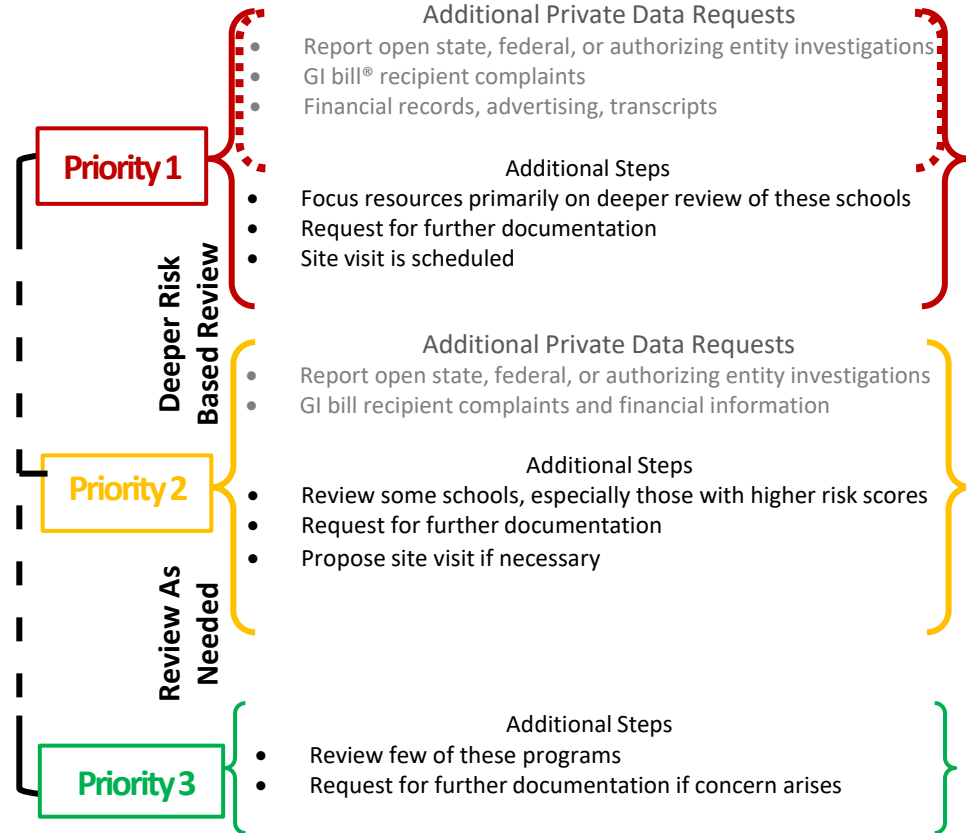 Additional Private Data Requests
• Report open state, federal, or authorizing entity investigations
• GI bill® recipient complaints
• Financial records, advertising, transcripts
Priority 1
Additional Steps
• Focus resources primarily on deeper review of these schools
• Request for further documentation
• Site visit is scheduled
Deeper Risk
Based Review
Additional Private Data Requests
• Report open state, federal, or authorizing entity investigations
• GI bill recipient complaints and financial information
Priority 2
Additional Steps
• Review some schools, especially those with higher risk scores
• Request for further documentation
• Propose site visit if necessary
Review As
Needed
Priority 3
Additional Steps
• Review few of these programs
• Request for further documentation if concern arises